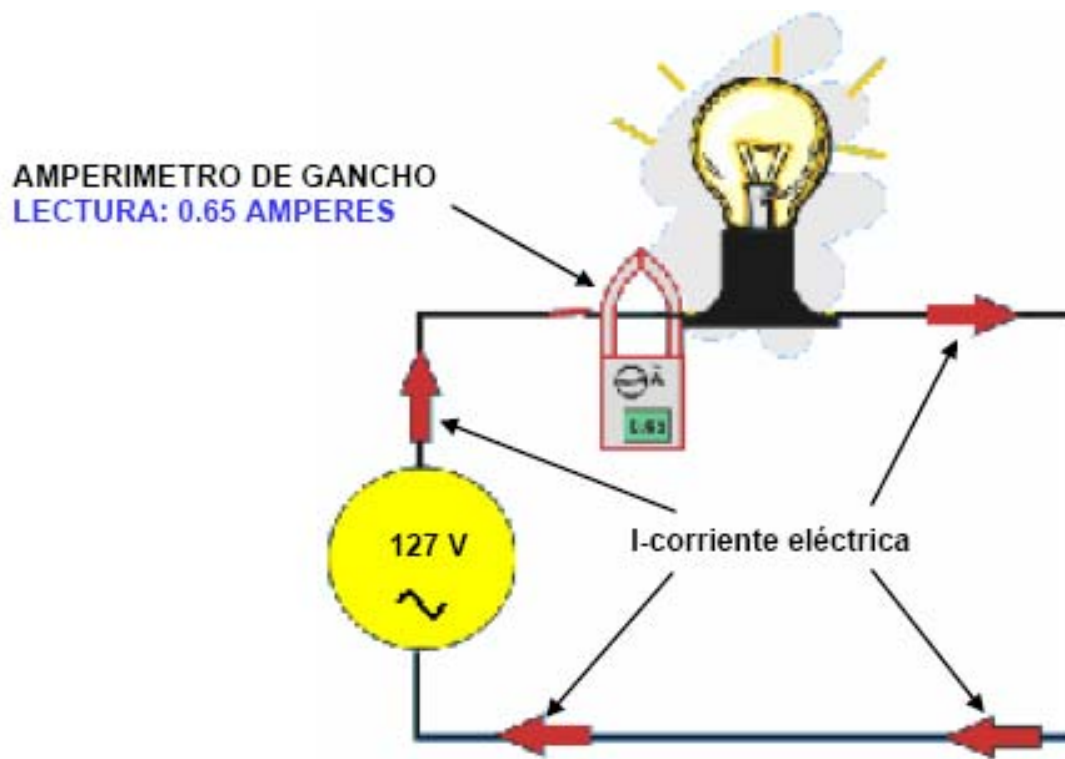 AMPERIMETRO DE GANCHO
LECTURA: 0.65 AMPERES
A
127 V
I-corriente eléctrica